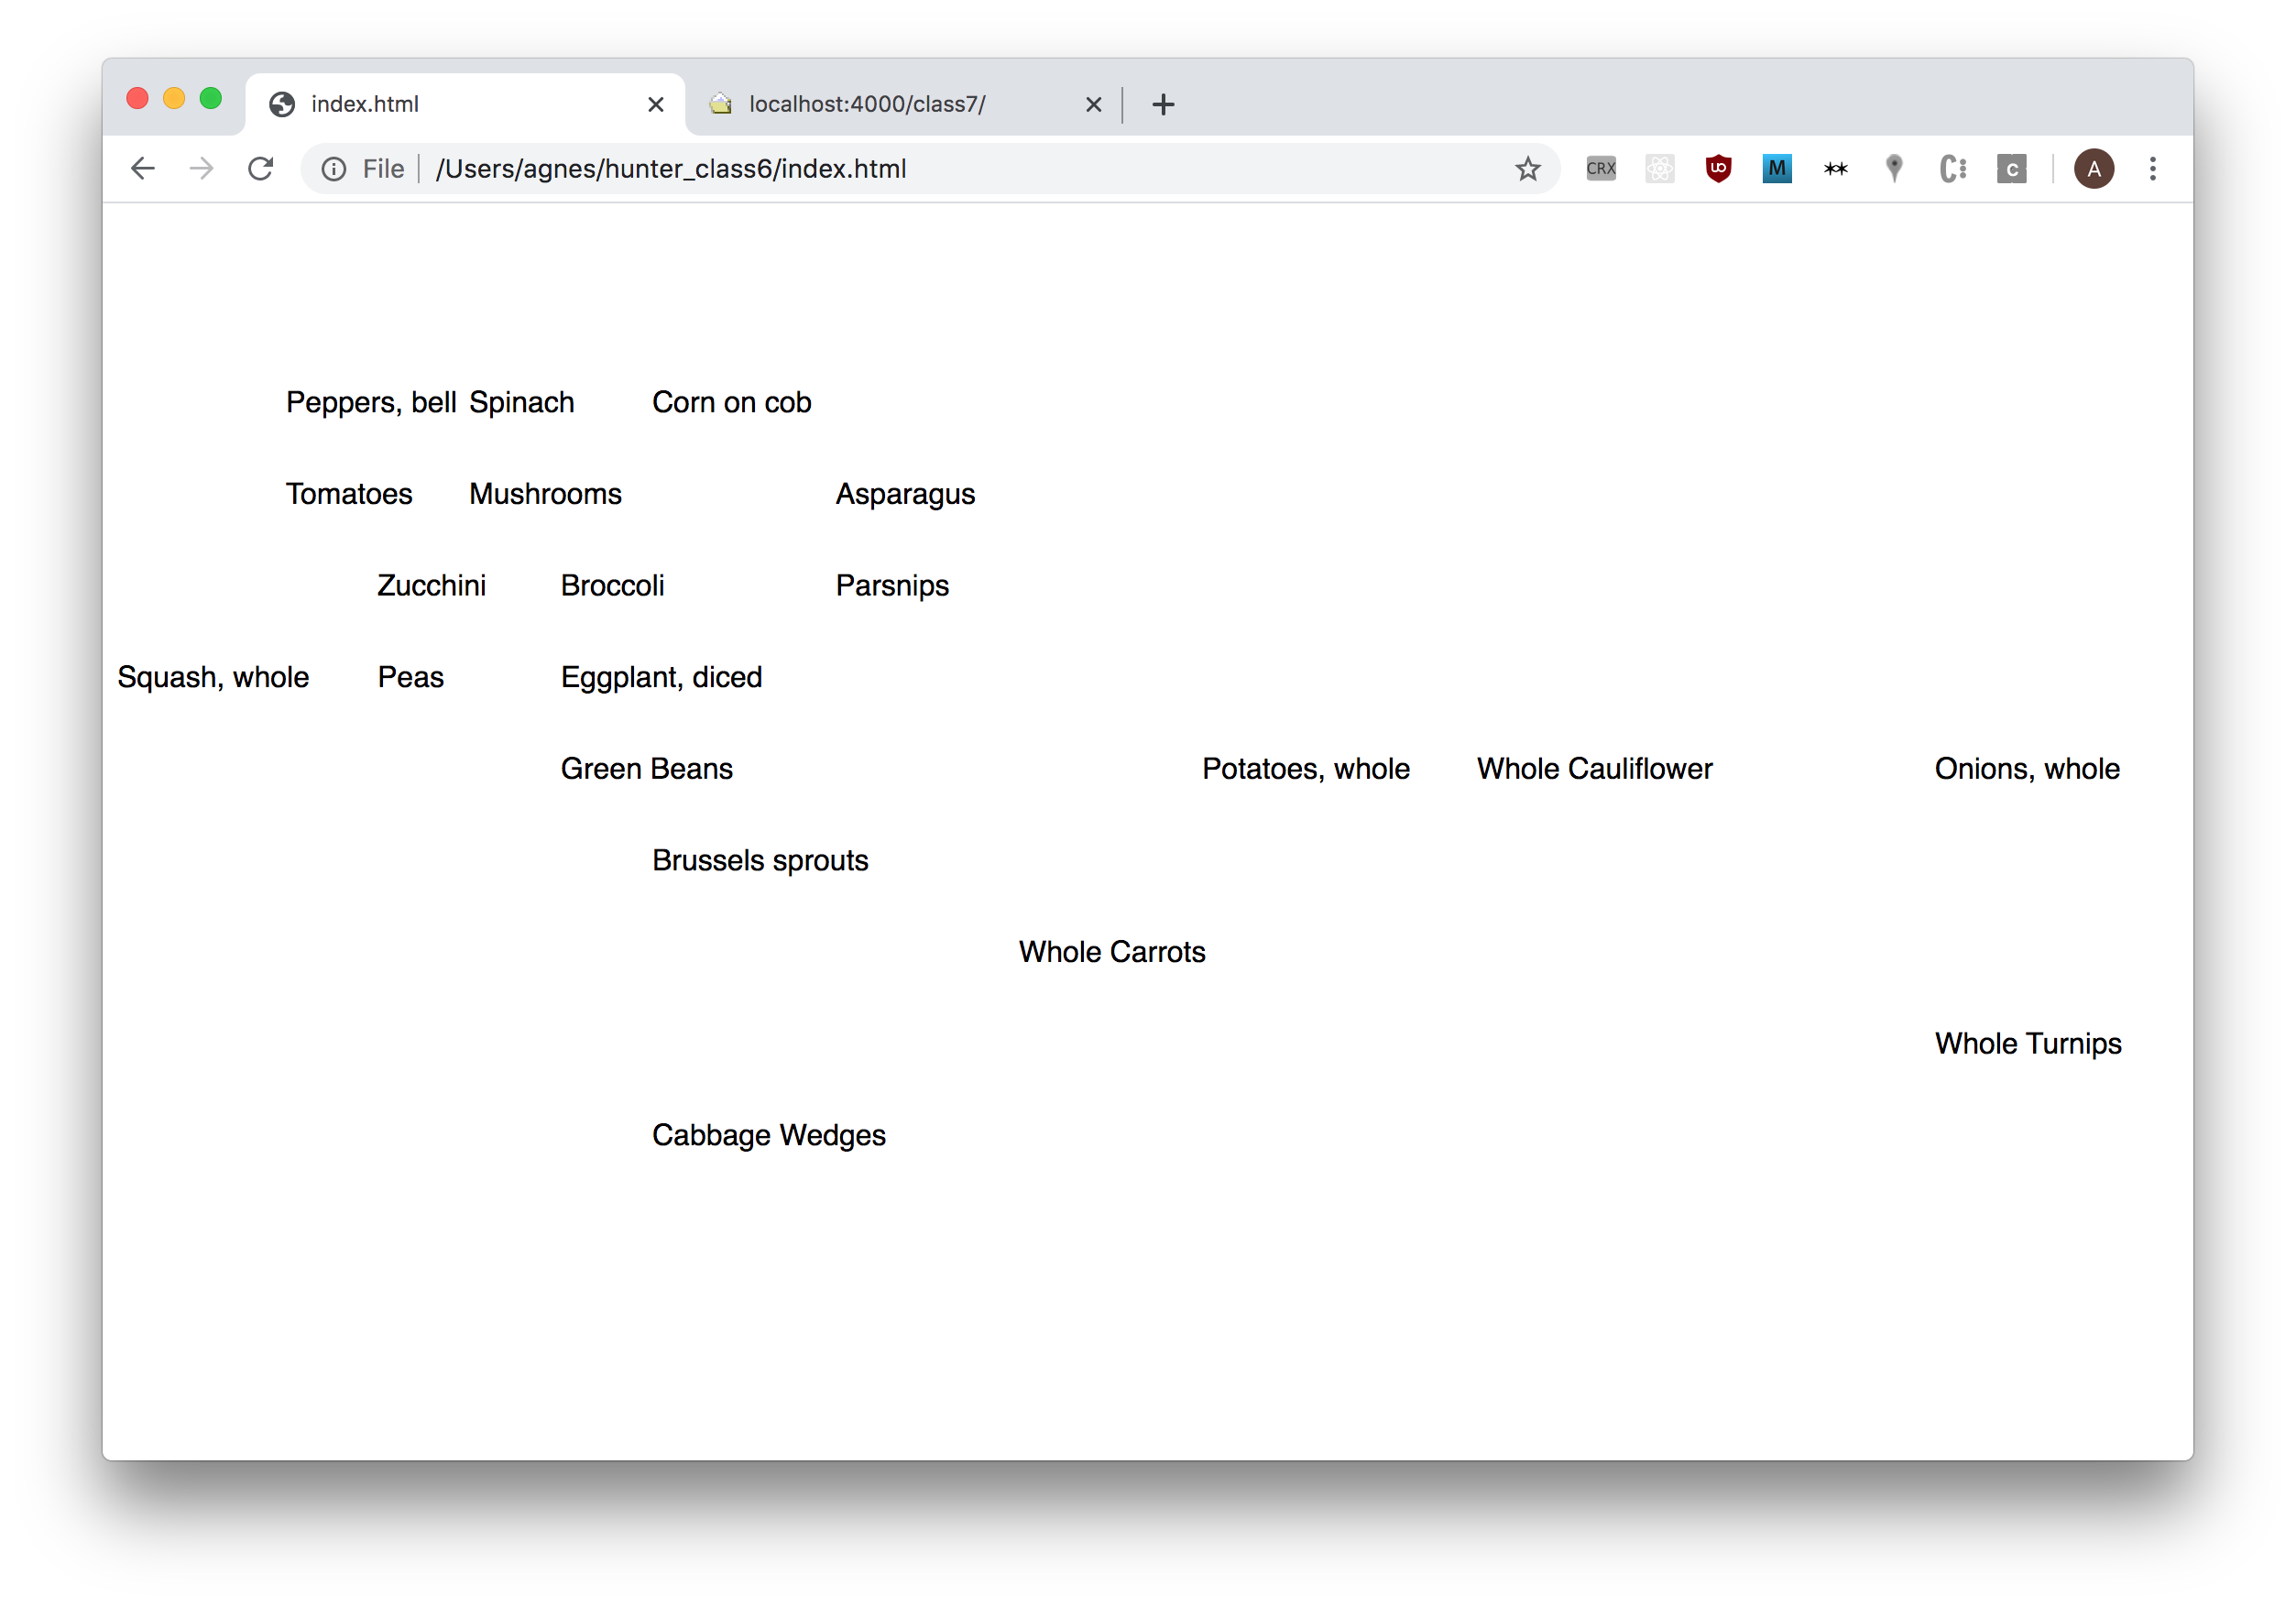 index.html
localhost:4000/class7/
File /Users/agnes/hunter_class6/index.html CRX UD M ** C c A
Peppers, bell Spinach Corn on cob
Tomatoes Mushrooms Asparagus
Zucchini Broccoli Parsnips
Squash, whole Peas Eggplant, diced
Green Beans Potatoes, whole Whole Cauliflower Onions, whole
Brussels sprouts
Whole Carrots
Whole Turnips
Cabbage Wedges